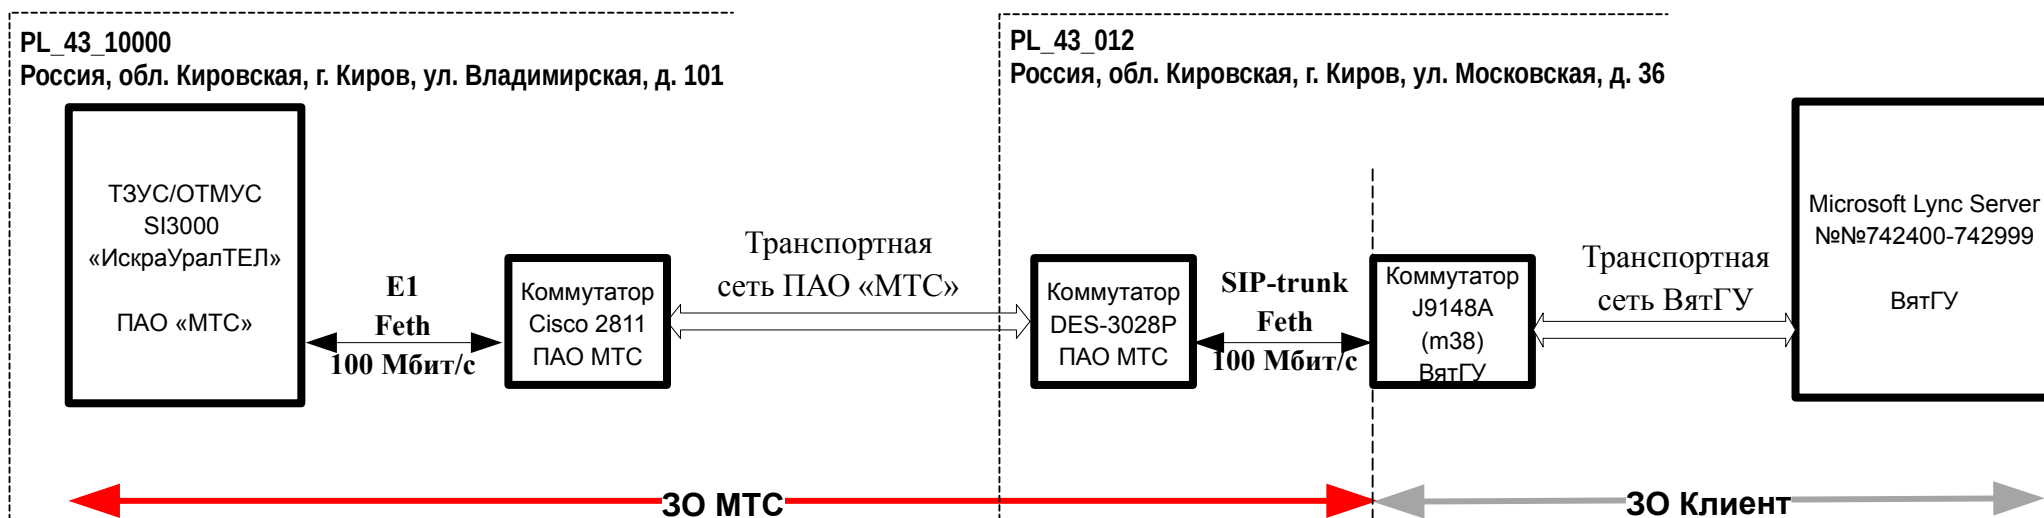 PL_43_10000
Россия, обл. Кировская, г. Киров, ул. Владимирская, д. 101
PL_43_012
Россия, обл. Кировская, г. Киров, ул. Московская, д. 36
ТЗУС/ОТМУС
SI3000
«ИскраУралТЕЛ»
ПАО «МТС»
E1
Feth
100 Мбит/с
Коммутатор
Cisco 2811
ПАО МТС
Транспортная
сеть ПАО «МТС»
Коммутатор
DES-3028P
ПАО МТС
SIP-trunk
Feth
100 Мбит/с
Коммутатор
J9148A
(m38)
ВятГУ
Транспортная
сеть ВятГУ
Microsoft Lync Server
№№742400-742999
ВятГУ
ЗО МТС
ЗО Клиент